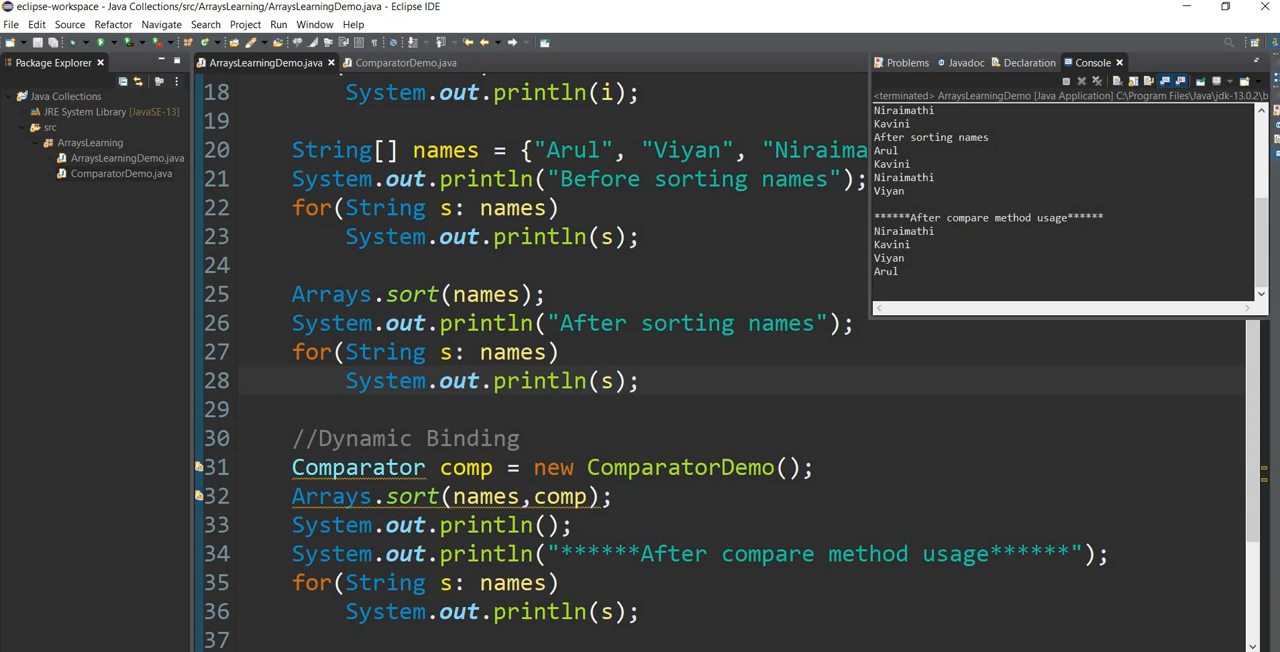 eclipse-workspace - Java Collections/src/ArraysLearning/ArraysLearningDemo.java - Eclipse IDE
File Edit Source Refactor Navigate Search Project Run Window Help
Package Explorer
Java Collections
JRE System Library [JavaSE-13]
src
ArraysLearning
ArraysLearningDemo.java
ComparatorDemo.java
ArraysLearningDemo.java ComparatorDemo.java
18 System.out.println(i);
19
20 String[] names = {"Arul", "Viyan", "Niraima
21 System.out.println("Before sorting names");
22 for(String s: names)
23 System.out.println(s);
24
25 Arrays.sort(names);
26 System.out.println("After sorting names");
27 for(String s: names)
28 System.out.println(s);
29
30 //Dynamic Binding
31 Comparator comp = new ComparatorDemo();
32 Arrays.sort(names,comp);
33 System.out.println();
34 System.out.println("******After compare method usage******");
35 for(String s: names)
36 System.out.println(s);
37
Problems Javadoc Declaration Console
<terminated> ArraysLearningDemo [Java Application] C:\Program Files\Java\jdk-13.0.2\b
Niraimathi
Kavini
After sorting names
Arul
Kavini
Niraimathi
Viyan
******After compare method usage******
Niraimathi
Kavini
Viyan
Arul